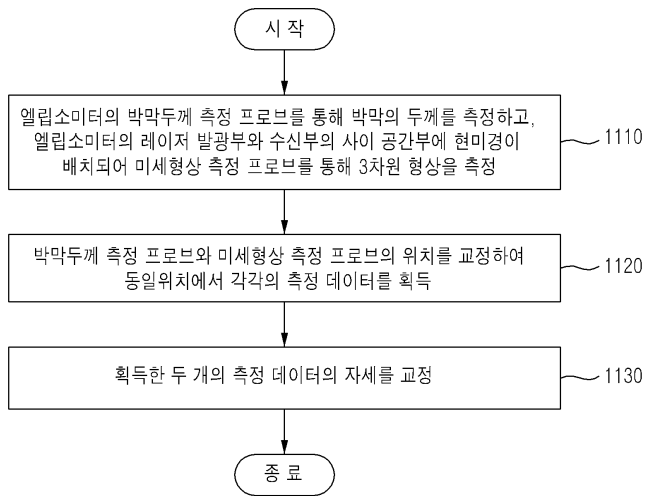 시 작
엘립소미터의 박막두께 측정 프로브를 통해 박막의 두께를 측정하고,
엘립소미터의 레이저 발광부와 수신부의 사이 공간부에 현미경이
배치되어 미세형상 측정 프로브를 통해 3차원 형상을 측정
1110
박막두께 측정 프로브와 미세형상 측정 프로브의 위치를 교정하여
동일위치에서 각각의 측정 데이터를 획득
1120
획득한 두 개의 측정 데이터의 자세를 교정
1130
종 료